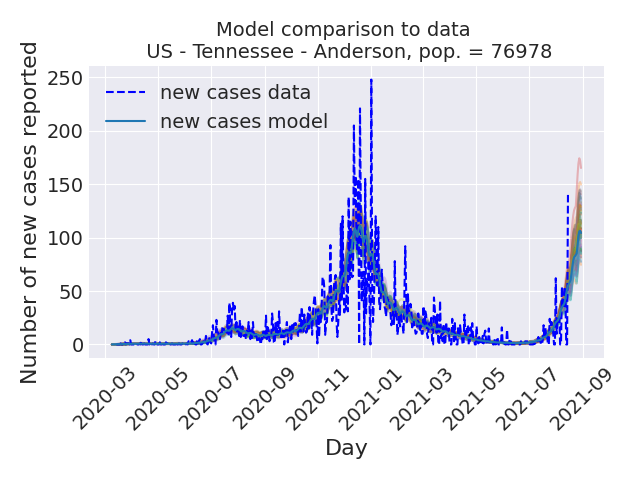 Model comparison to data
US - Tennessee - Anderson, pop. = 76978
Number of new cases reported
250
200
150
100
50
0
new cases data
new cases model
2020-03
2020-05
2020-07
2020-09
2020-11
2021-01
2021-03
2021-05
2021-07
2021-09
Day